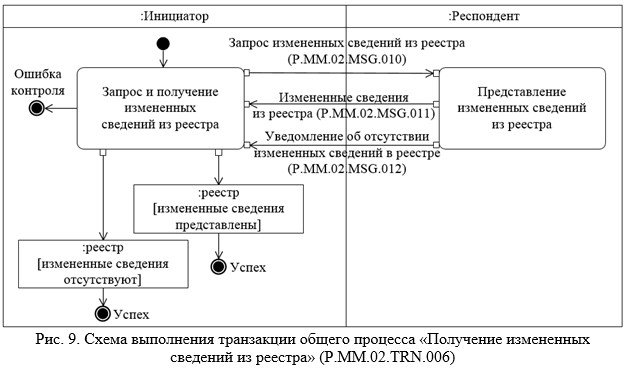 :Инициатор
:Респондент
Запрос измененных сведений из реестра
(P.MM.02.MSG.010)
Ошибка
контроля
Запрос и получение
измененных
сведений из реестра
Представление
измененных сведений
из реестра
Измененные сведения
из реестра (P.MM.02.MSG.011)
Уведомление об отсутствии
измененных сведений в реестре
(P.MM.02.MSG.012)
:реестр
[измененные сведения
представлены]
:реестр
[измененные сведения
отсутствуют]
Успех
Успех
Рис. 9. Схема выполнения транзакции общего процесса «Получение измененных
сведений из реестра» (P.MM.02.TRN.006)